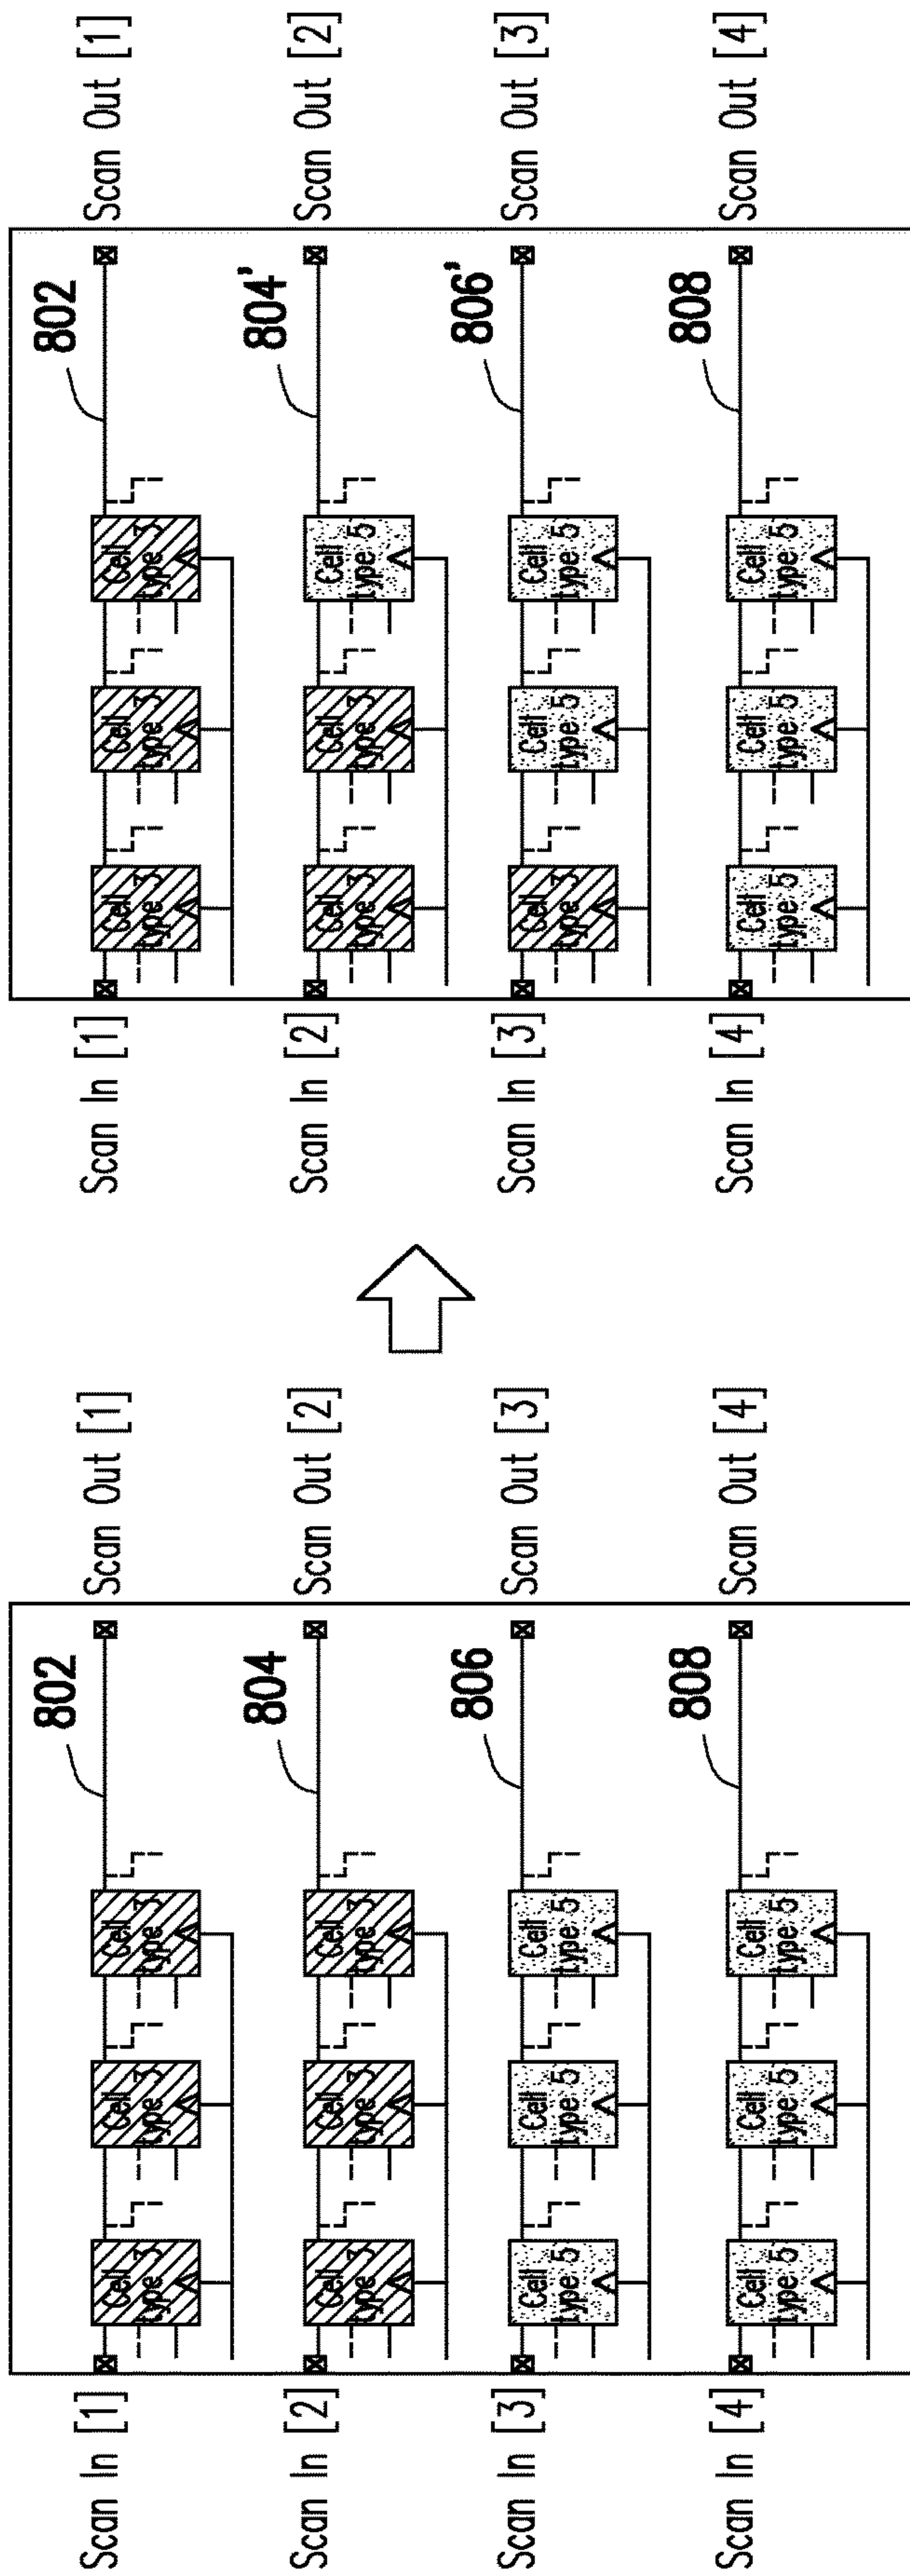 Scan In [1]
Cell type 3
Cell type 3
Cell type 3
802
Scan Out [1]
Scan In [2]
Cell type 3
Cell type 3
Cell type 3
804
Scan Out [2]
Scan In [3]
Cell type 5
Cell type 5
Cell type 5
806
Scan Out [3]
Scan In [4]
Cell type 5
Cell type 5
Cell type 5
808
Scan Out [4]
Scan In [1]
Cell type 3
Cell type 3
Cell type 3
802
Scan Out [1]
Scan In [2]
Cell type 3
Cell type 3
Cell type 5
804'
Scan Out [2]
Scan In [3]
Cell type 3
Cell type 5
Cell type 5
806'
Scan Out [3]
Scan In [4]
Cell type 5
Cell type 5
Cell type 5
808
Scan Out [4]